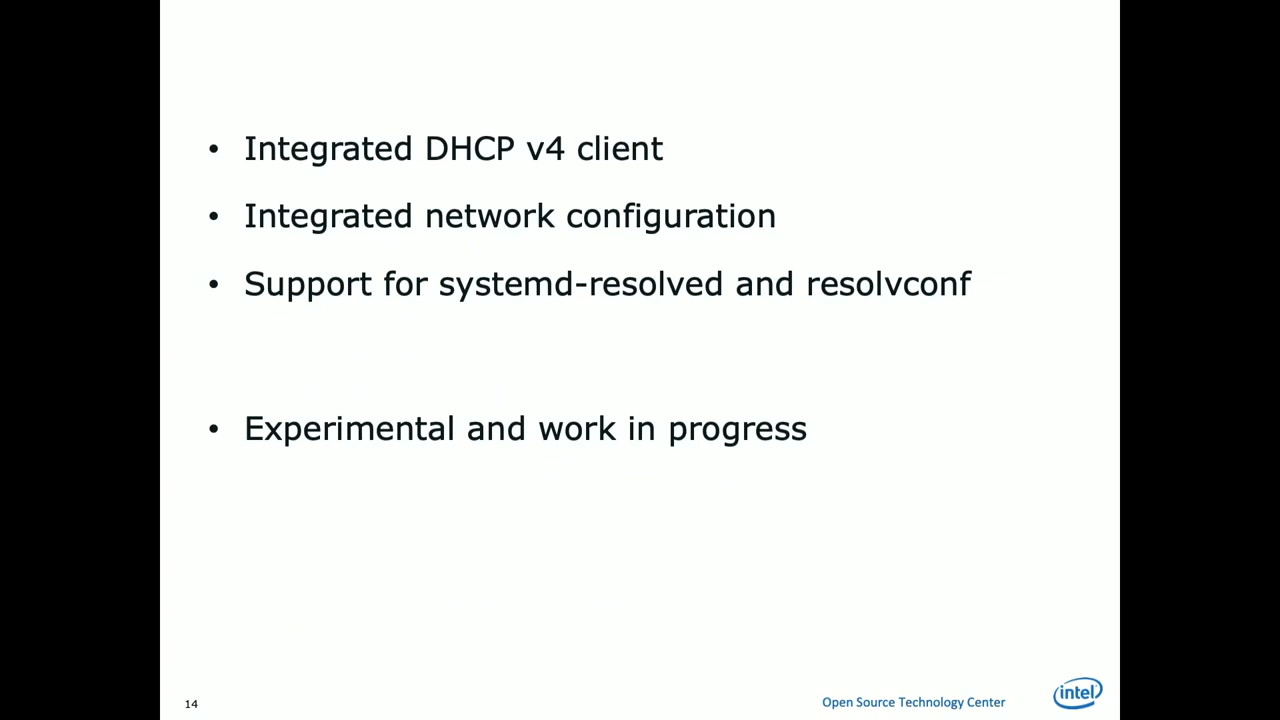 • Integrated DHCP v4 client
• Integrated network configuration
• Support for systemd-resolved and resolvconf
• Experimental and work in progress
14
Open Source Technology Center
intel